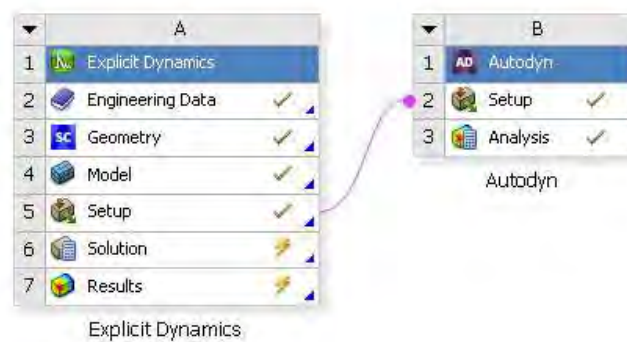 A
1 Explicit Dynamics
2 Engineering Data
3 SC Geometry
4 Model
5 Setup
6 Solution
7 Results
Explicit Dynamics
B
1 AD Autodyn
2 Setup
3 Analysis
Autodyn